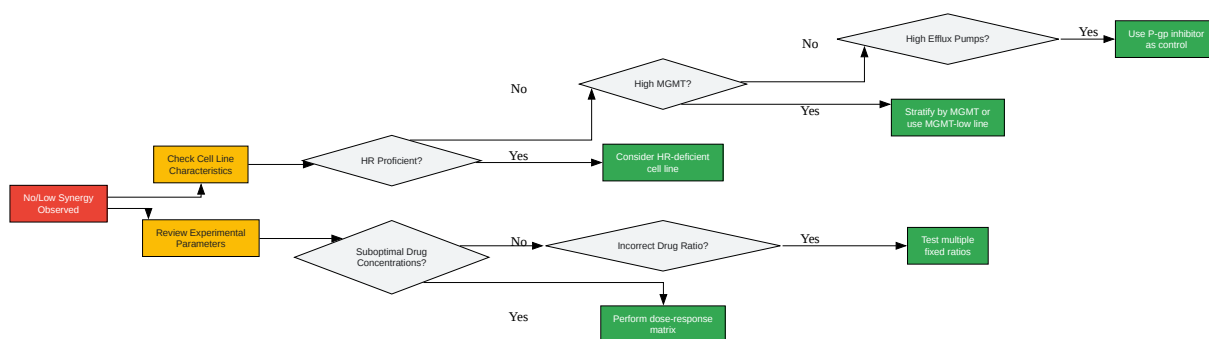 High Efflux Pumps?
Yes
Use P-gp inhibitor
as control
No
High MGMT?
No
Yes
Stratify by MGMT or
use MGMT-low line
Check Cell Line
Characteristics
HR Proficient?
Yes
Consider HR-deficient
cell line
No/Low Synergy
Observed
Review Experimental
Parameters
Suboptimal Drug
Concentrations?
No
Incorrect Drug Ratio?
Yes
Test multiple
fixed ratios
Yes
Perform dose-response
matrix